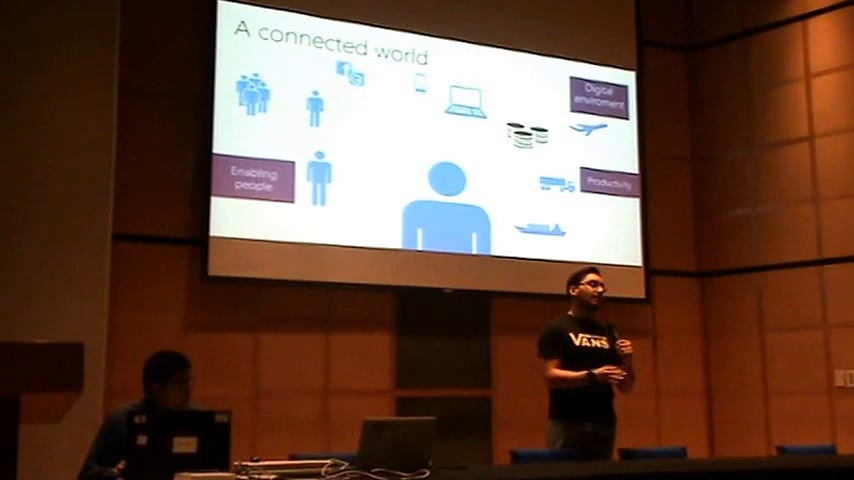 A connected world
Digital
enviroment
Enabling
people
Productivity
VANS